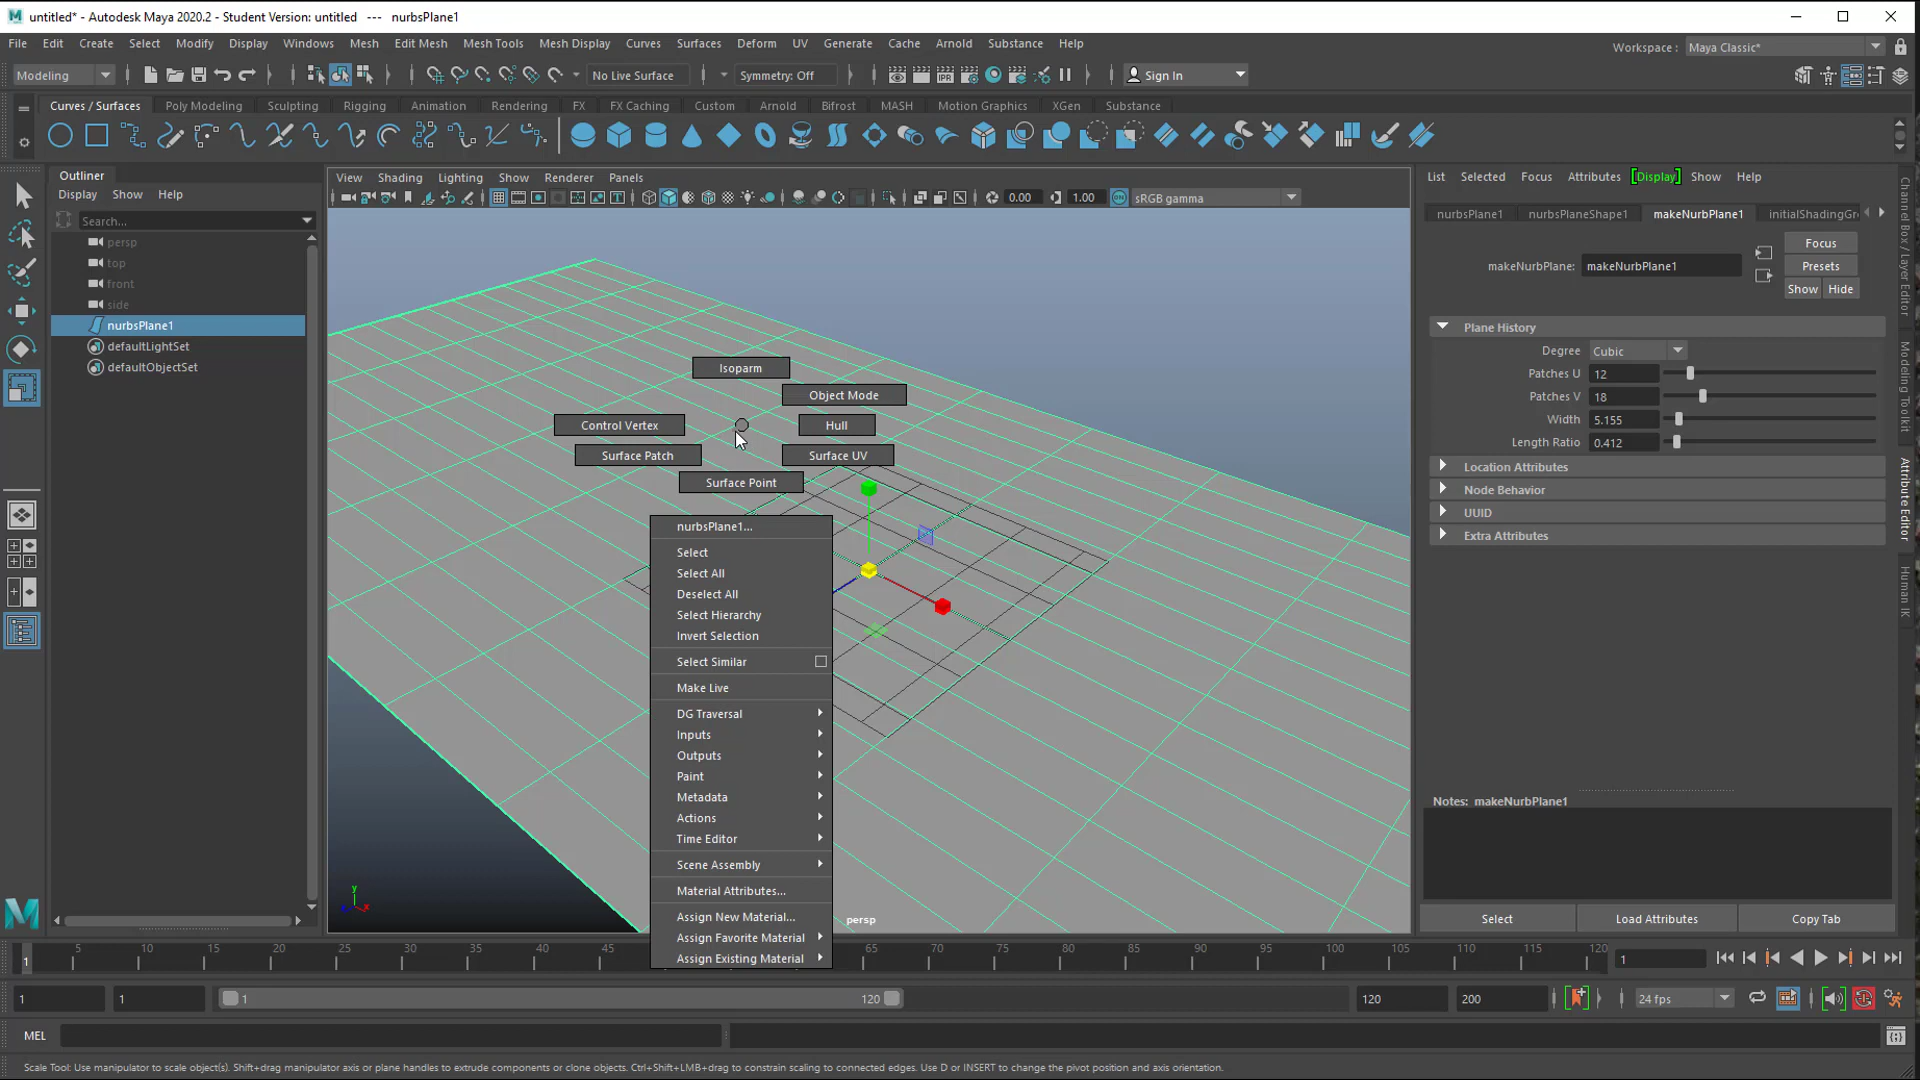 untitled* - Autodesk Maya 2020.2 - Student Version: untitled --- nurbsPlane1
File Edit Create Select Modify Display Windows Mesh Edit Mesh Mesh Tools Mesh Display Curves Surfaces Deform UV Generate Cache Arnold Substance Help
Workspace : Maya Classic*
Modeling No Live Surface Symmetry: Off Sign In
Curves / Surfaces Poly Modeling Sculpting Rigging Animation Rendering FX FX Caching Custom Arnold Bifrost MASH Motion Graphics XGen Substance
Outliner
Display Show Help
Search...
persp
top
front
side
nurbsPlane1
defaultLightSet
defaultObjectSet
View Shading Lighting Show Renderer Panels
0.00 1.00 sRGB gamma
Isoparm
Object Mode
Control Vertex Hull
Surface Patch Surface UV
Surface Point
nurbsPlane1...
Select
Select All
Deselect All
Select Hierarchy
Invert Selection
Select Similar
Make Live
DG Traversal
Inputs
Outputs
Paint
Metadata
Actions
Time Editor
Scene Assembly
Material Attributes...
Assign New Material...
Assign Favorite Material
Assign Existing Material
y
x
persp
List Selected Focus Attributes [Display] Show Help
nurbsPlane1 nurbsPlaneShape1 makeNurbPlane1 initialShadingGr
makeNurbPlane: makeNurbPlane1
Focus
Presets
Show Hide
Plane History
Degree Cubic
Patches U 12
Patches V 18
Width 5.155
Length Ratio 0.412
Location Attributes
Node Behavior
UUID
Extra Attributes
Notes: makeNurbPlane1
Select Load Attributes Copy Tab
Channel Box / Layer Editor
Modeling Toolkit
Attribute Editor
Human IK
1 5 10 15 20 25 30 35 40 45 65 70 75 80 85 90 95 100 105 110 115 120 1
1 1 1 120 120 200 24 fps
MEL
Scale Tool: Use manipulator to scale object(s). Shift+drag manipulator axis or plane handles to extrude components or clone objects. Ctrl+Shift+LMB+drag to constrain scaling to connected edges. Use D or INSERT to change the pivot position and axis orientation.